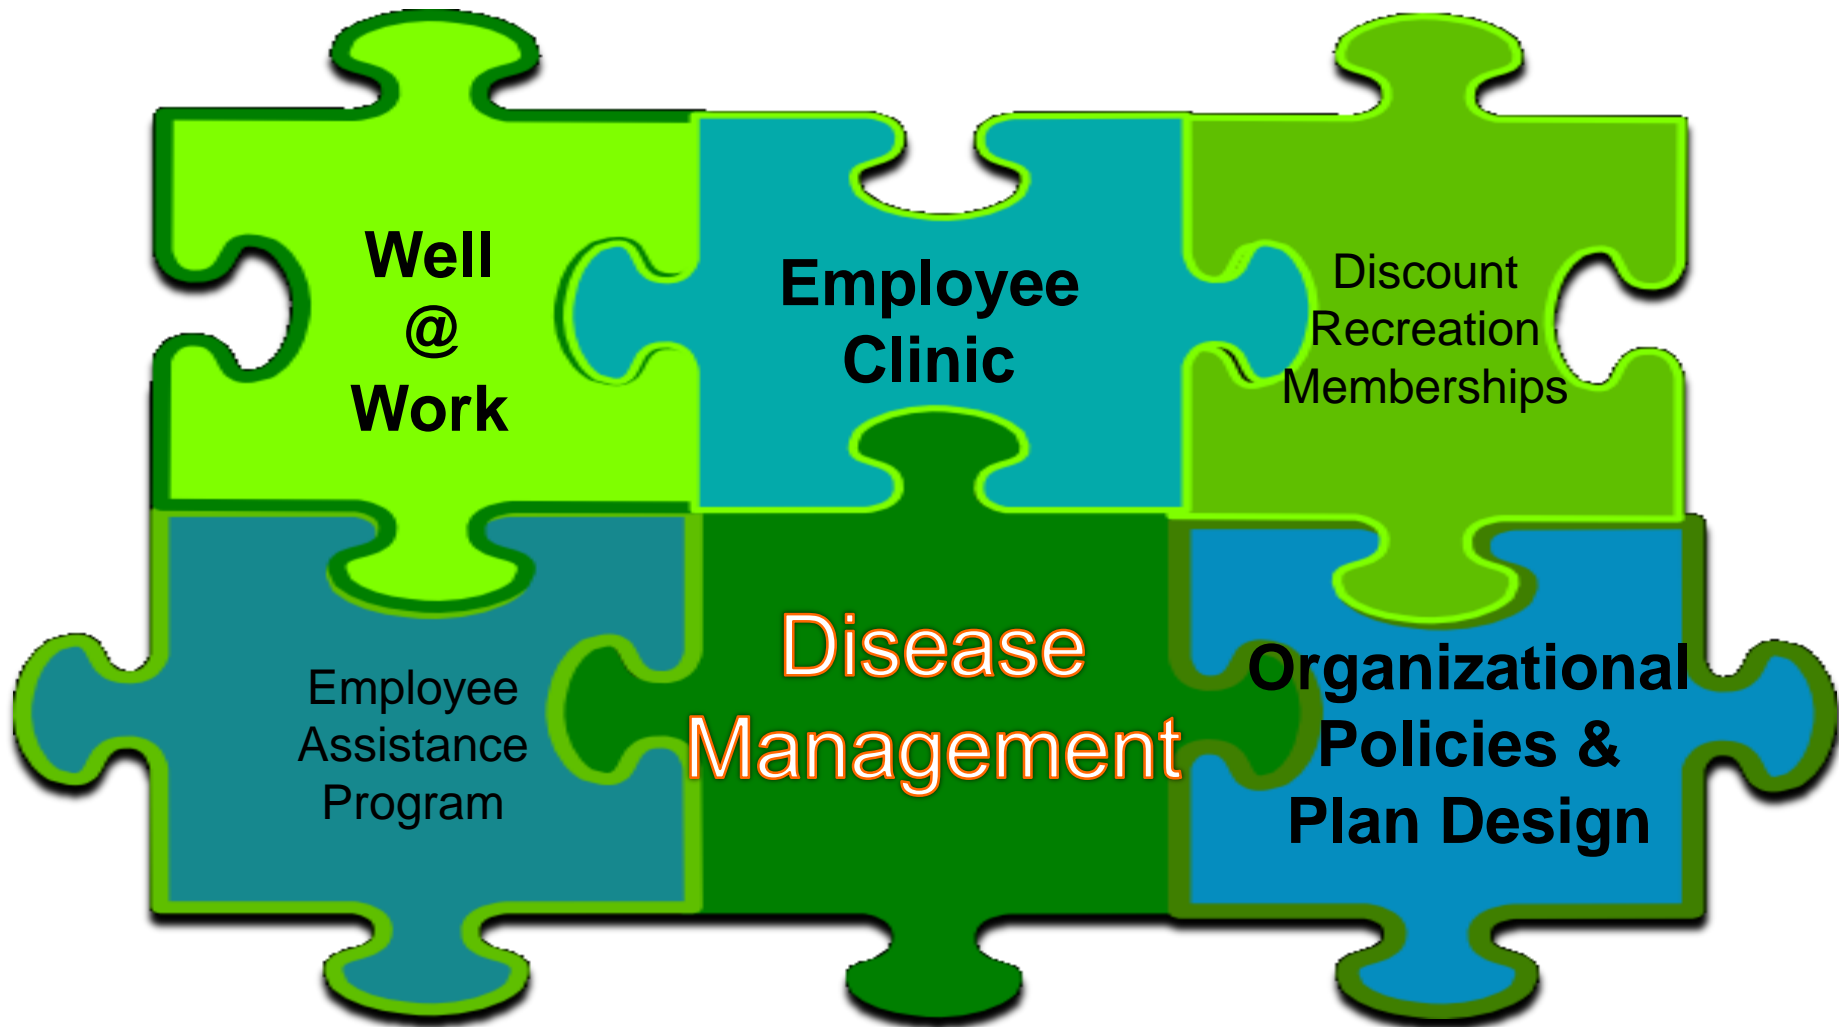 Well
@
Work
Employee
Clinic
Discount
Recreation
Memberships
Employee
Assistance
Program
Disease
Management
Organizational
Policies &
Plan Design